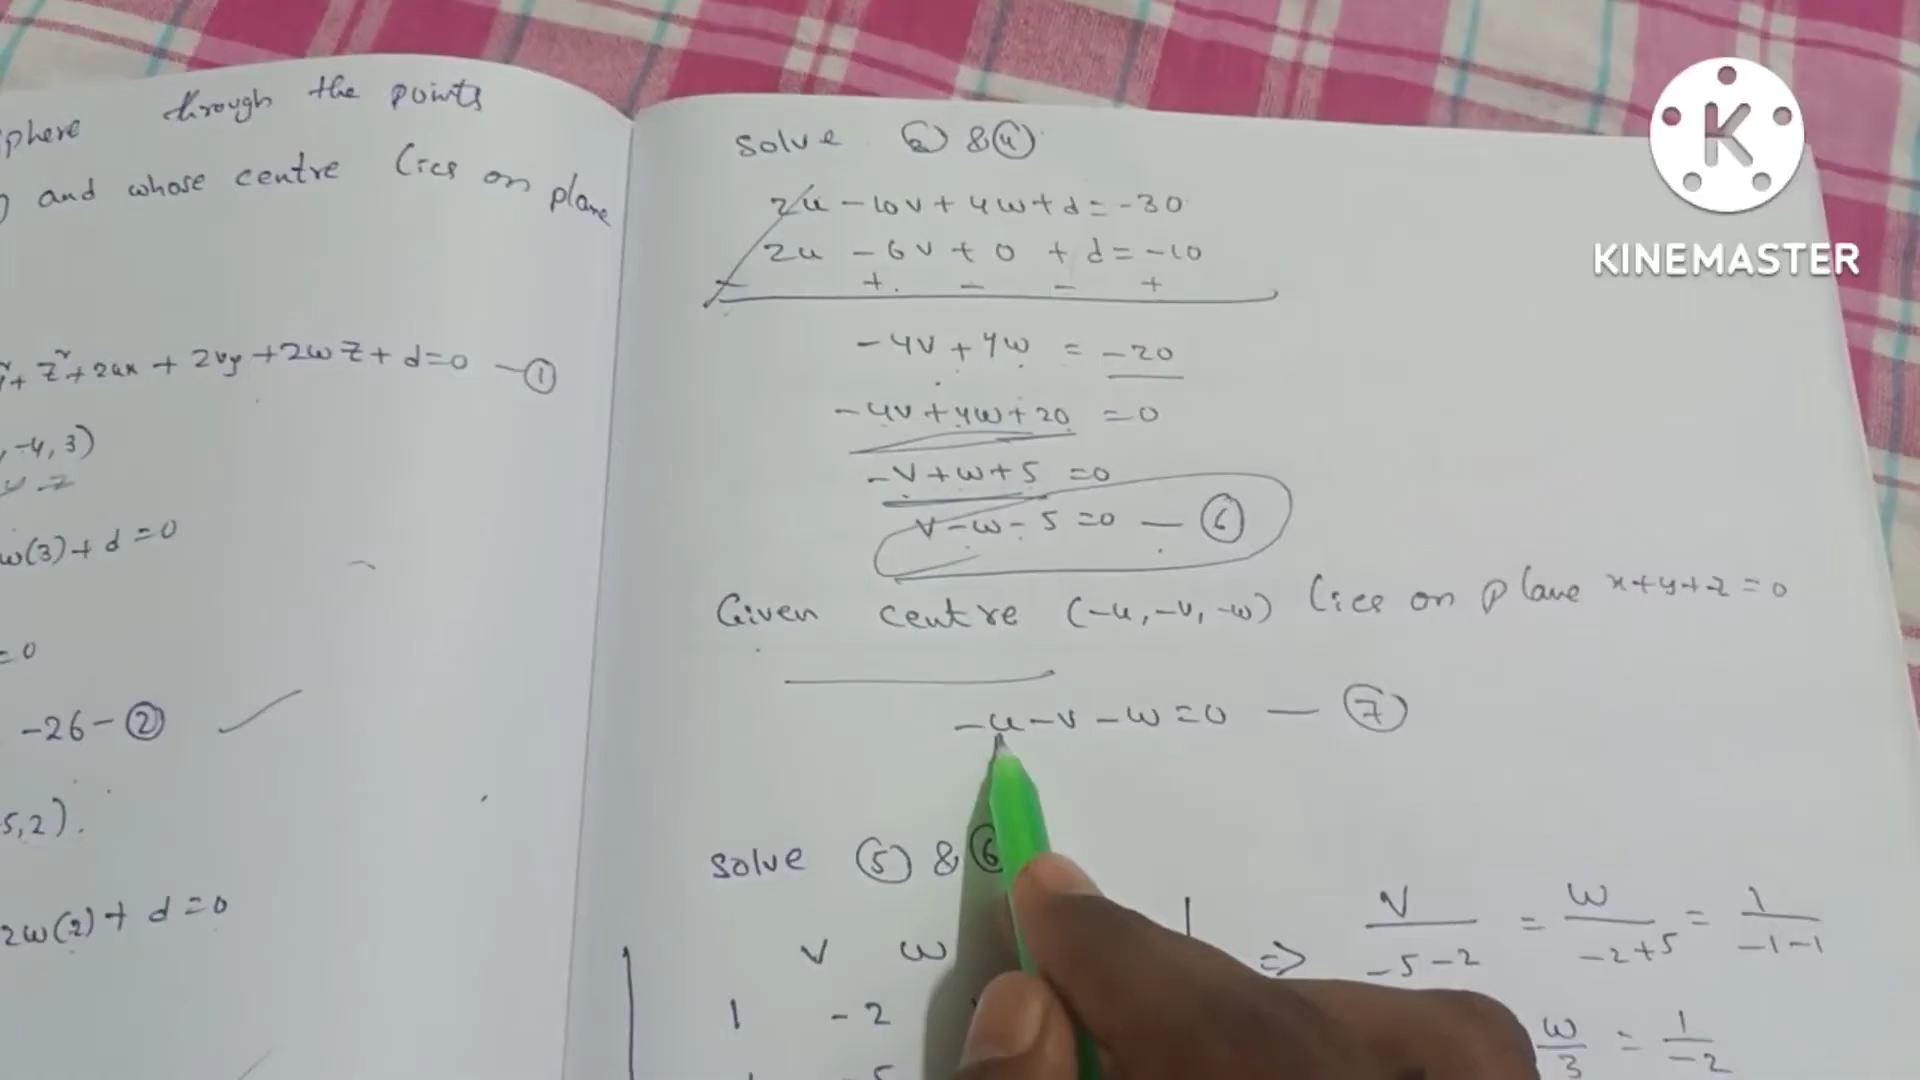 sphere through the points
) and whose centre lies on plane
+ z² + 2ux + 2vy + 2wz + d = 0 — ①
, -4, 3)
y z
w(3) + d = 0
= 0
-26 - ②
5, 2).
2w(2) + d = 0
solve & ④
2u - 10v + 4w + d = -30
2u - 6v + 0 + d = -10
- + - - +
-4v + 4w = -20
-4v + 4w + 20 = 0
-v + w + 5 = 0
v - w - 5 = 0 — ⑥
Given centre (-u, -v, -w) lies on plane x+y+z=0
-u - v - w = 0 — ⑦
solve ⑤ & ⑥
v w
1 -2
⇒ v/-5-2 = w/-2+5 = 1/-1-1
w/3 = 1/-2
KINEMASTER